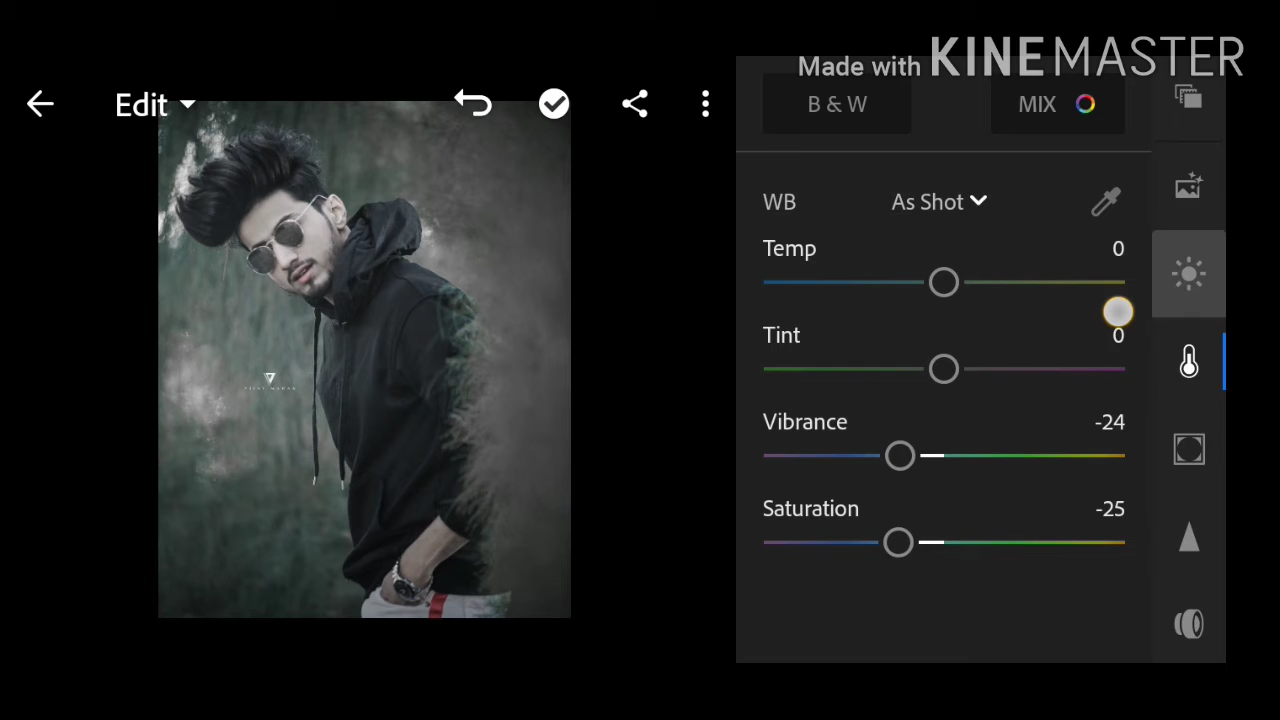 Made with KINEMASTER
Edit
B & W
MIX
WB
As Shot
Temp
0
Tint
0
Vibrance
-24
Saturation
-25